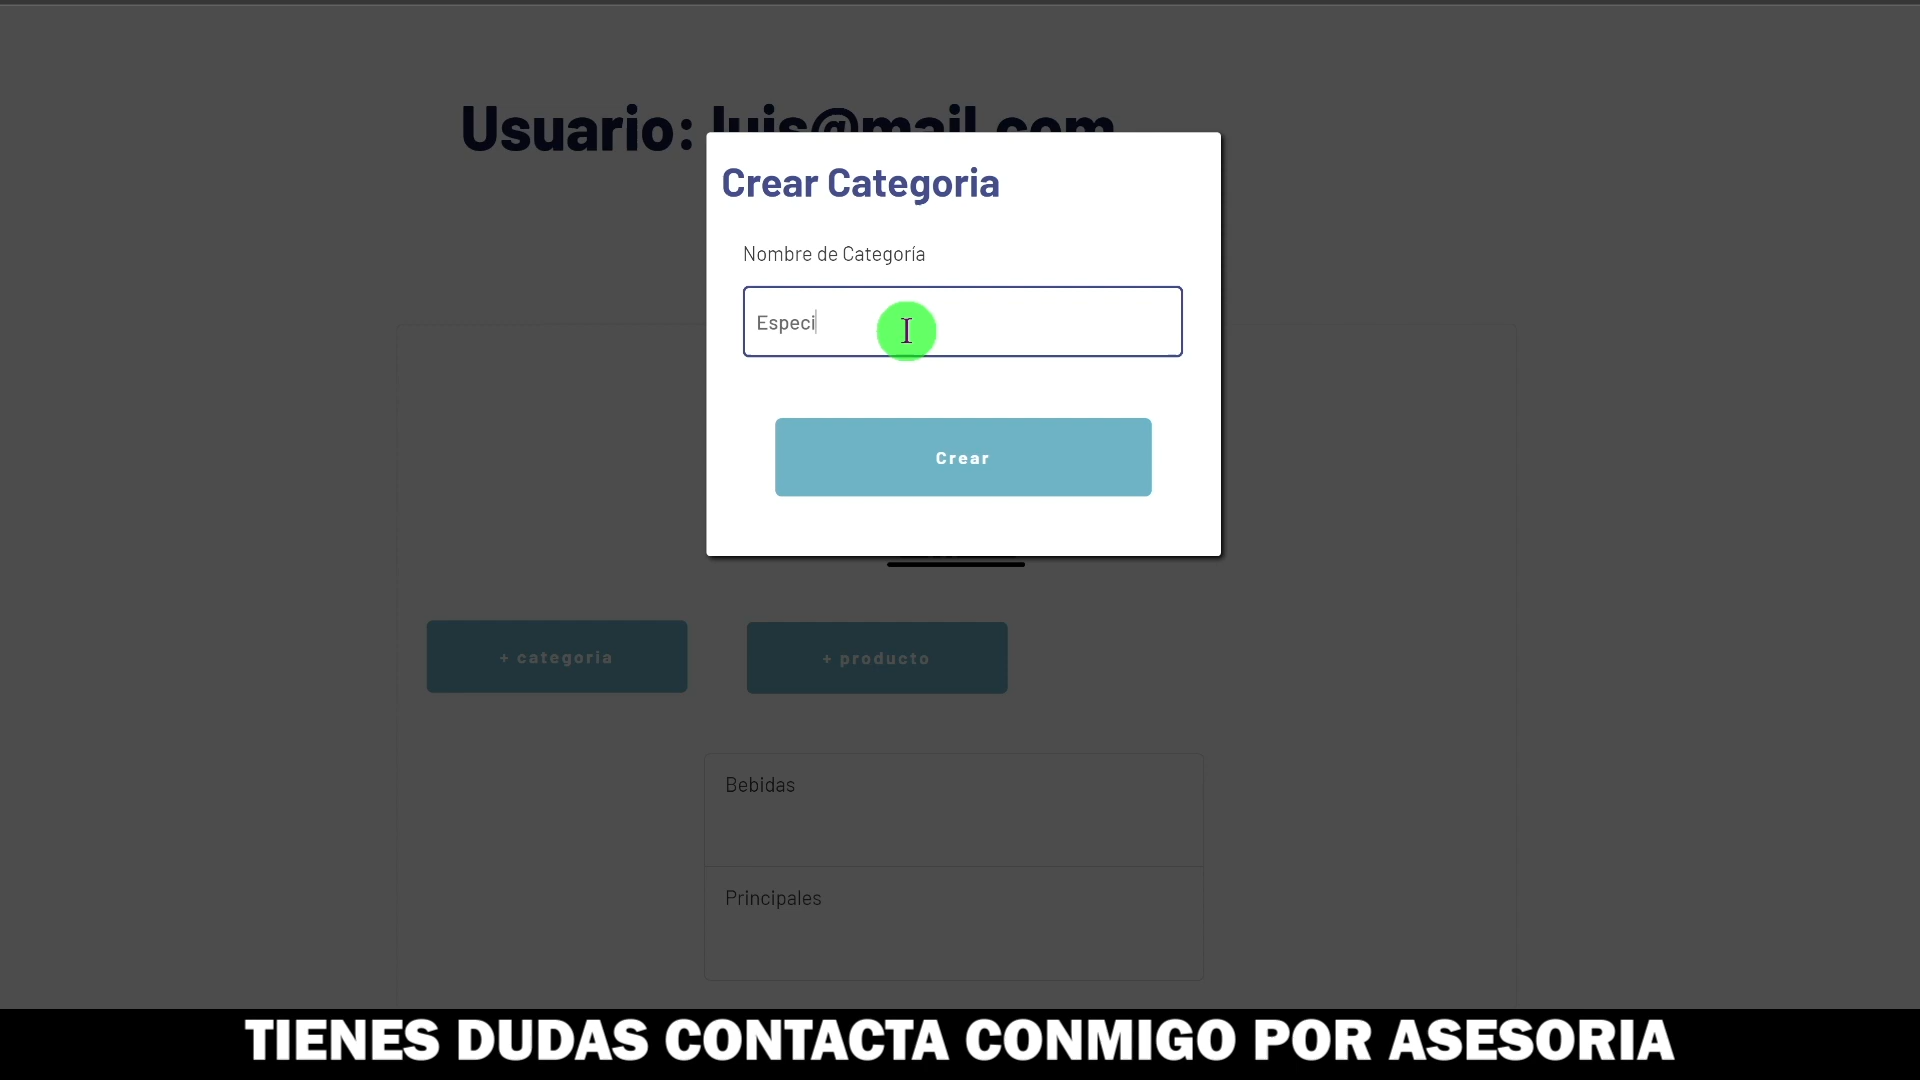 Usuario: luis@mail.com
Crear Categoria
Nombre de Categoría
Especi
Crear
+ categoria
+ producto
Bebidas
Principales
TIENES DUDAS CONTACTA CONMIGO POR ASESORIA